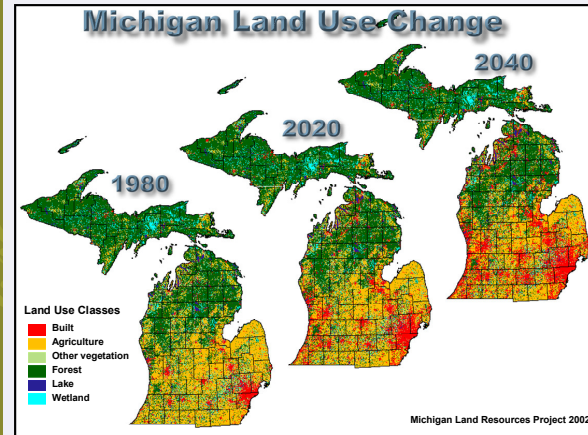 Michigan Land Use Change
2040
2020
1980
Land Use Classes
Built
Agriculture
Other vegetation
Forest
Lake
Wetland
Michigan Land Resources Project 2002